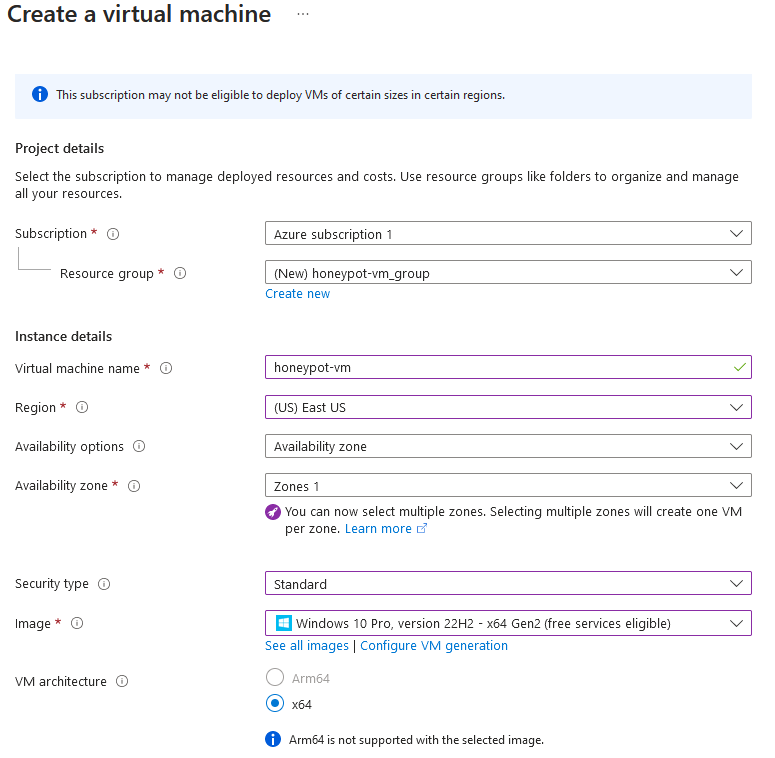 Create a virtual machine ...
This subscription may not be eligible to deploy VMs of certain sizes in certain regions.
Project details
Select the subscription to manage deployed resources and costs. Use resource groups like folders to organize and manage
all your resources.
Subscription * Azure subscription 1
Resource group * (New) honeypot-vm_group
Create new
Instance details
Virtual machine name * honeypot-vm
Region * (US) East US
Availability options Availability zone
Availability zone * Zones 1
You can now select multiple zones. Selecting multiple zones will create one VM
per zone. Learn more
Security type Standard
Image * Windows 10 Pro, version 22H2 - x64 Gen2 (free services eligible)
See all images | Configure VM generation
VM architecture Arm64
x64
Arm64 is not supported with the selected image.